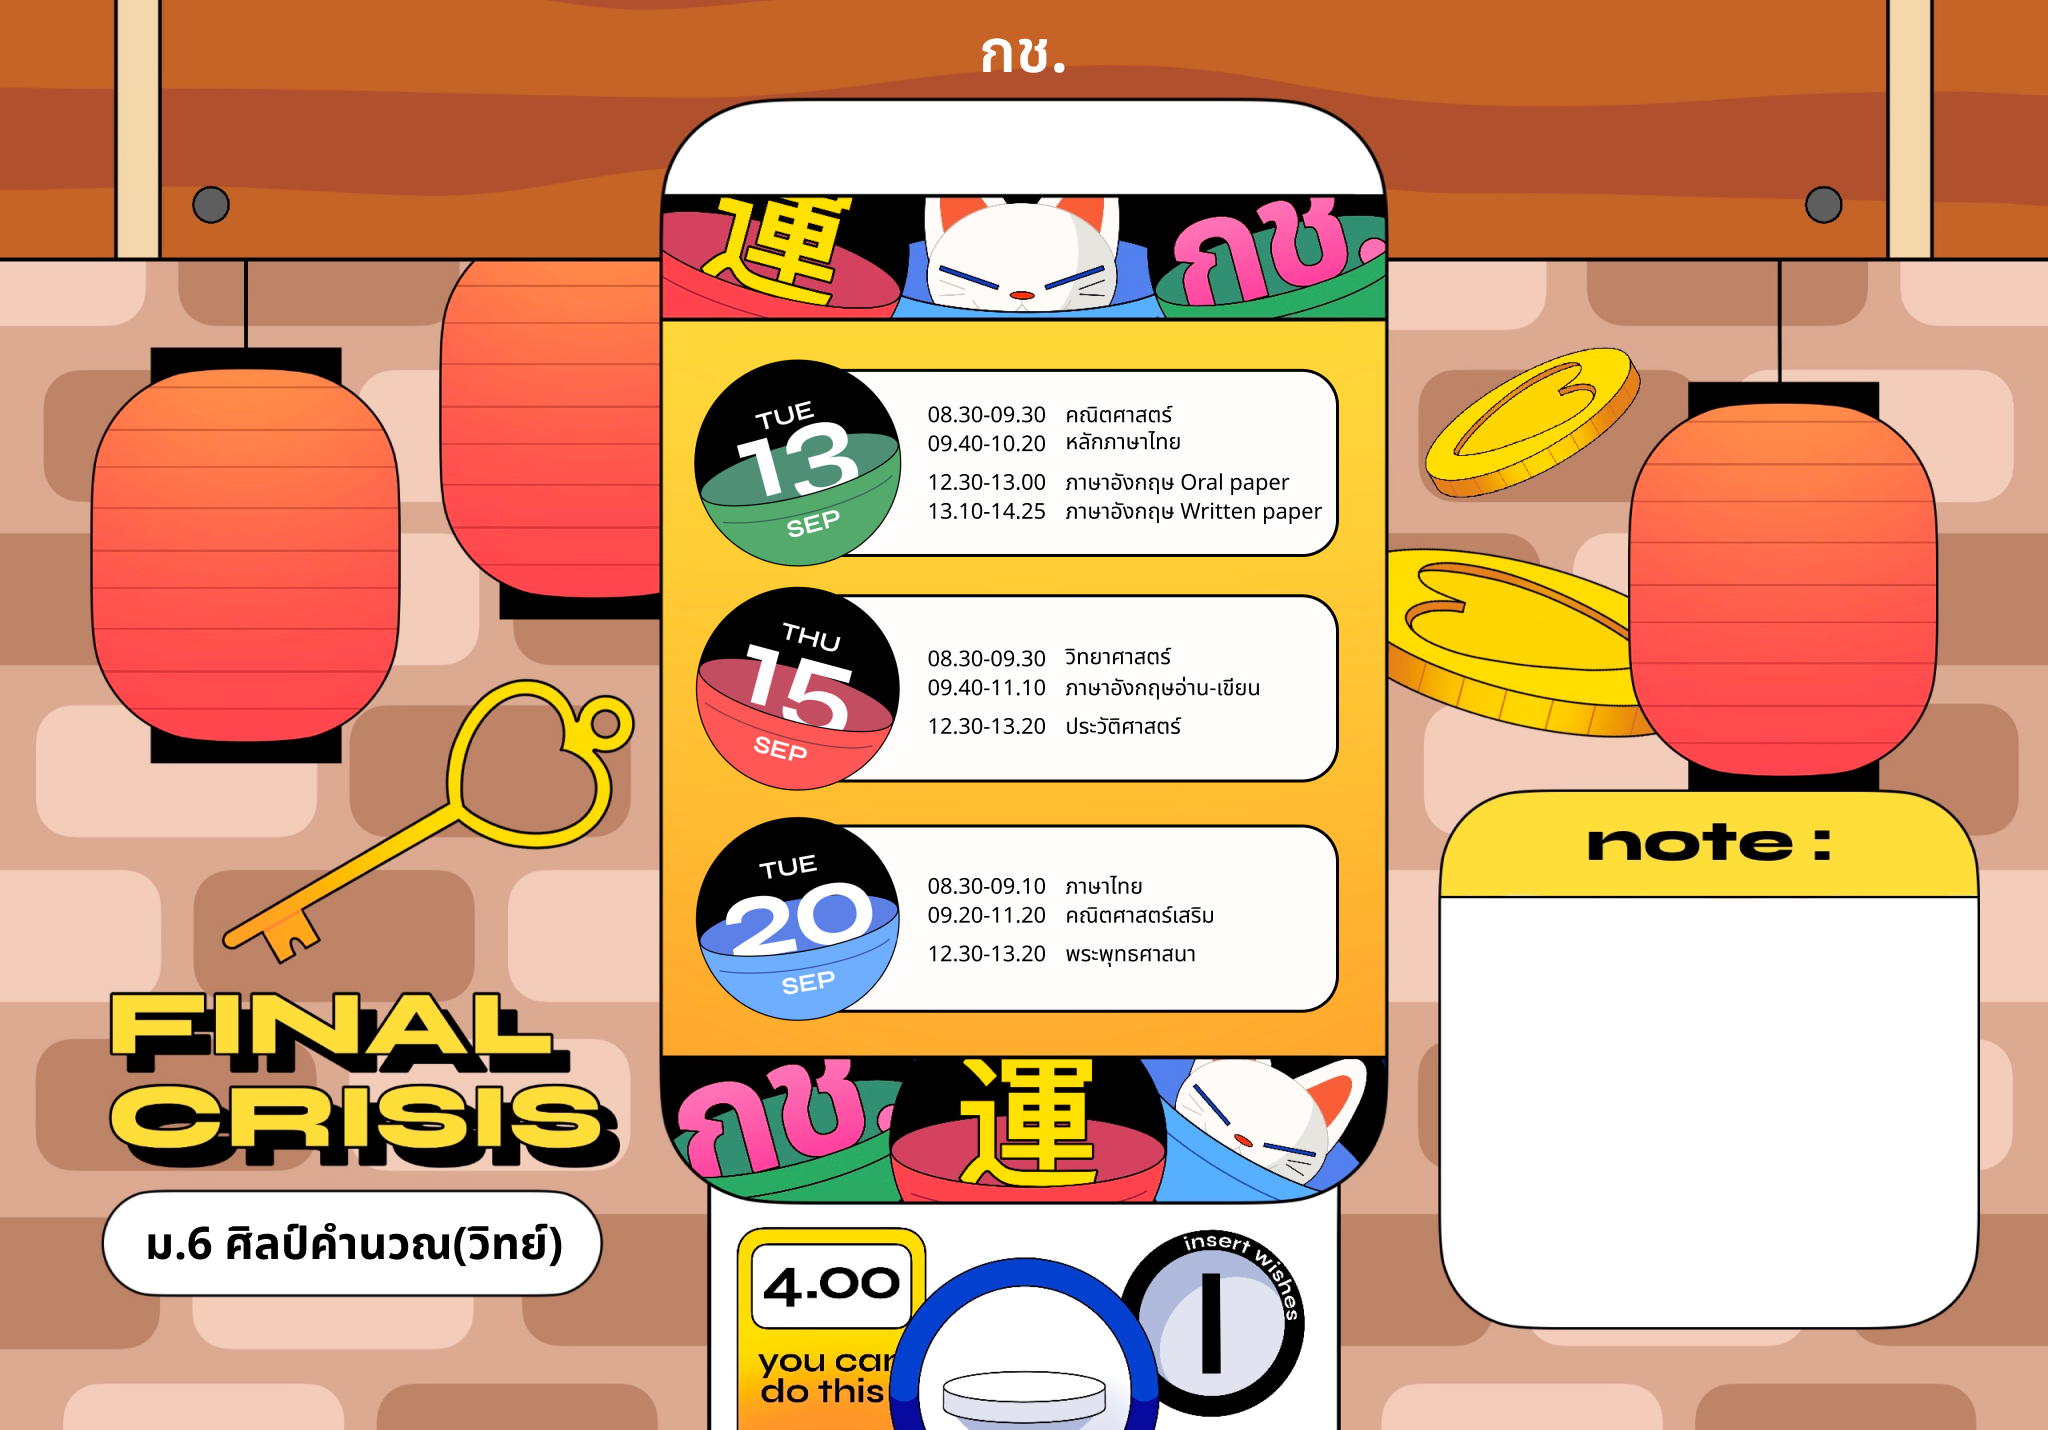 กช.
運
กช.
TUE
13
SEP
08.30-09.30 คณิตศาสตร์
09.40-10.20 หลักภาษาไทย
12.30-13.00 ภาษาอังกฤษ Oral paper
13.10-14.25 ภาษาอังกฤษ Written paper
THU
15
SEP
08.30-09.30 วิทยาศาสตร์
09.40-11.10 ภาษาอังกฤษอ่าน-เขียน
12.30-13.20 ประวัติศาสตร์
TUE
20
SEP
08.30-09.10 ภาษาไทย
09.20-11.20 คณิตศาสตร์เสริม
12.30-13.20 พระพุทธศาสนา
กช.
運
FINAL
CRISIS
ม.6 ศิลป์คำนวณ(วิทย์)
note :
4.00
you can
do this
insert wishes